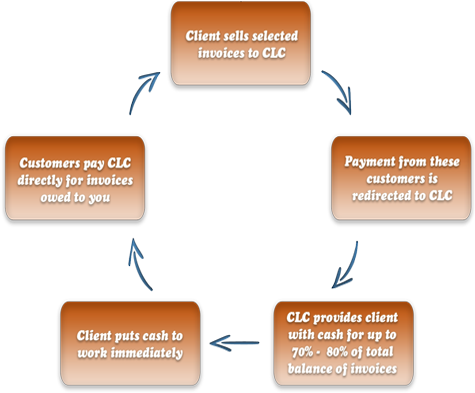 Client sells selected
invoices to CLC
Payment from these
customers is
redirected to CLC
CLC provides client
with cash for up to
70% - 80% of total
balance of invoices
Client puts cash to
work immediately
Customers pay CLC
directly for invoices
owed to you